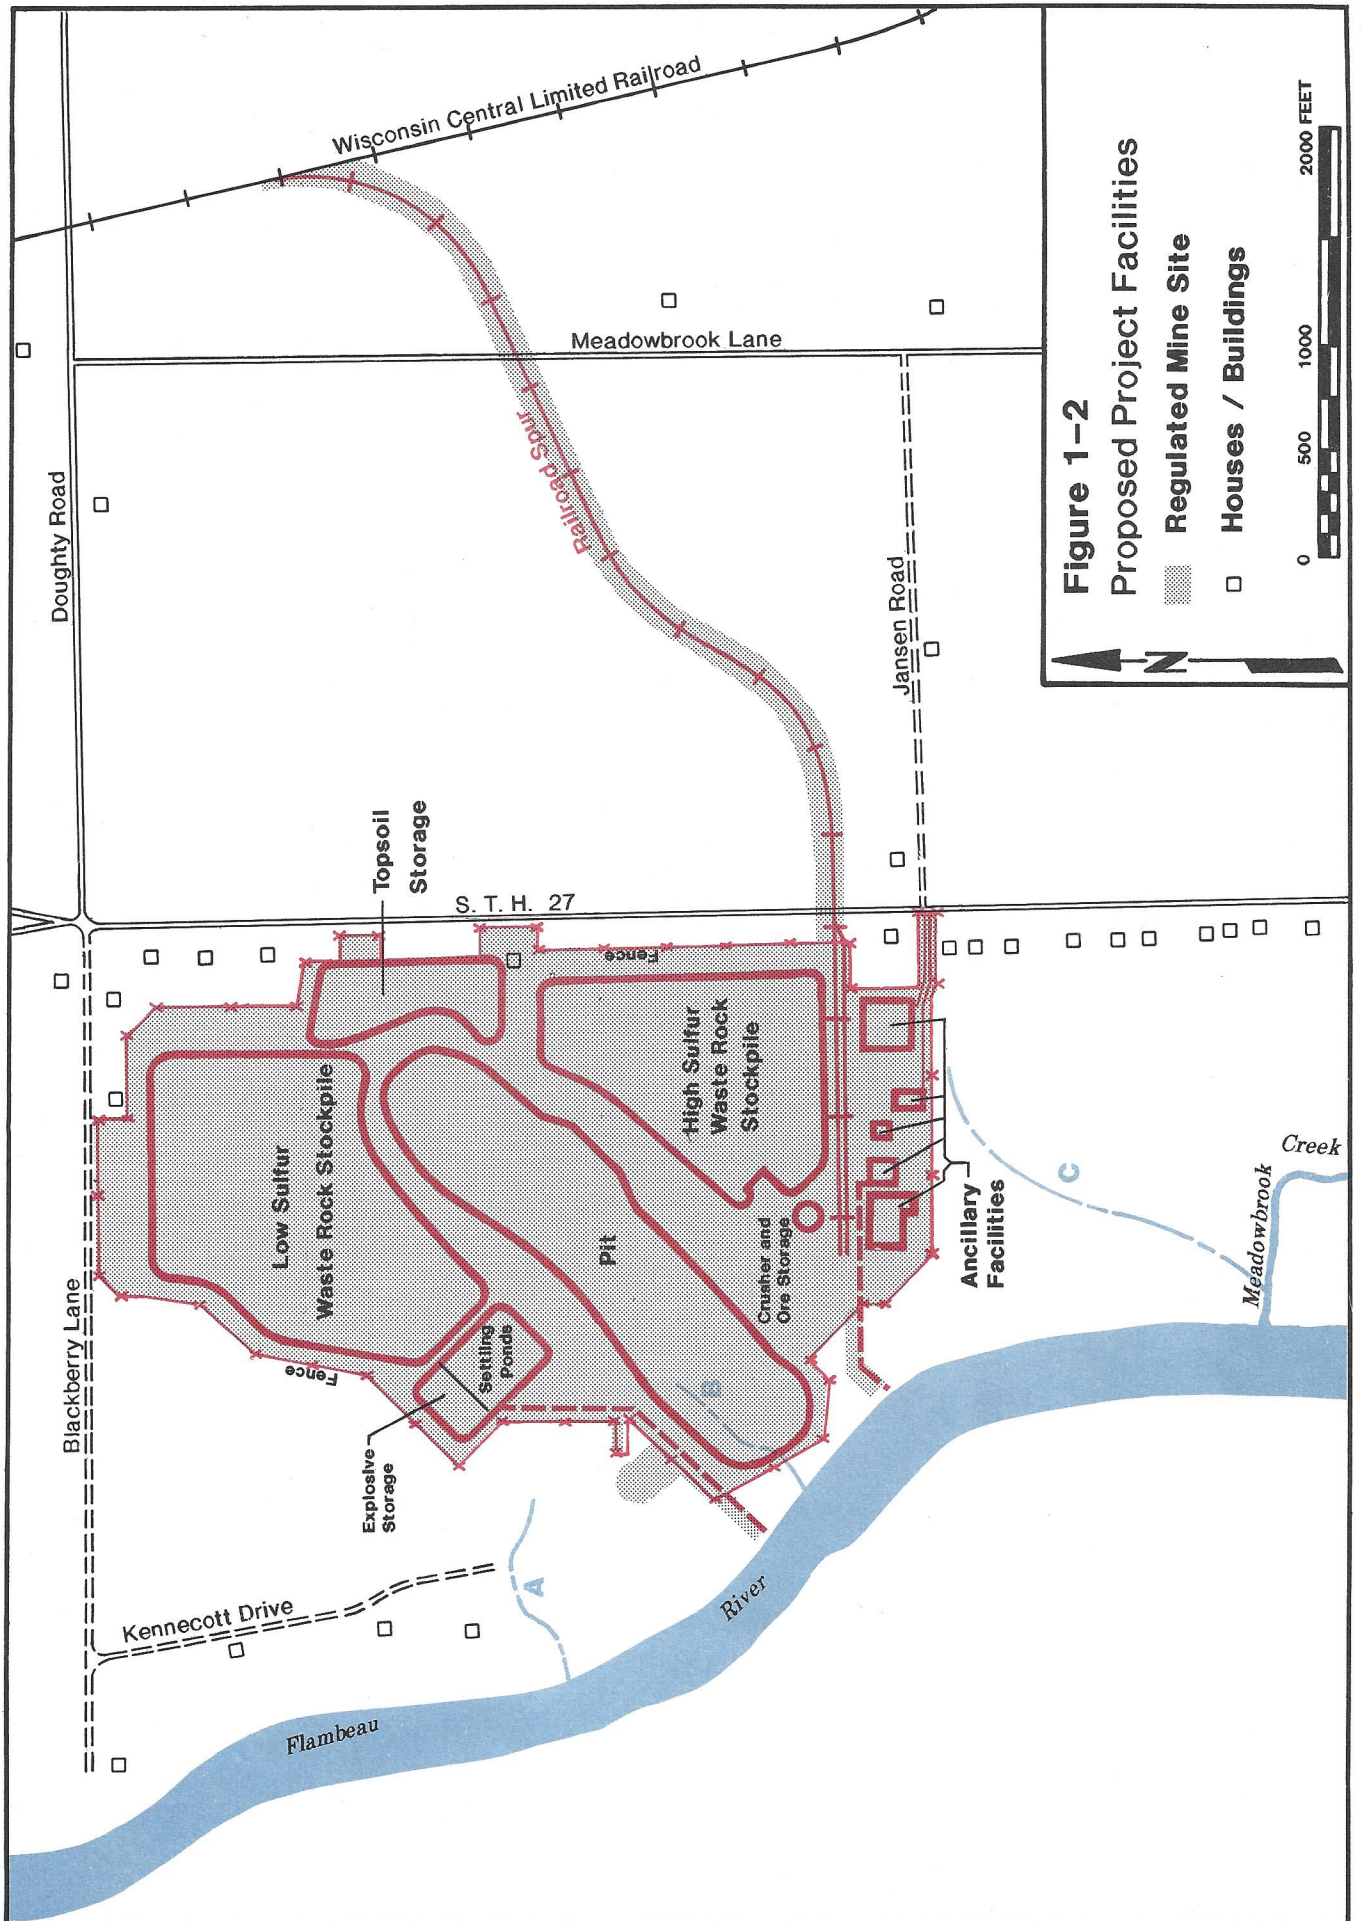 Figure 1-2
Proposed Project Facilities
Regulated Mine Site
Houses / Buildings
0 500 1000 2000 FEET
N
Wisconsin Central Limited Railroad
Doughty Road
Meadowbrook Lane
Railroad Spur
Jansen Road
S. T. H. 27
Topsoil
Storage
Fence
High Sulfur
Waste Rock
Stockpile
Low Sulfur
Waste Rock Stockpile
Pit
Crusher and
Ore Storage
Ancillary
Facilities
Settling
Ponds
Explosive
Storage
Fence
Blackberry Lane
Kennecott Drive
A
B
C
Flambeau
River
Meadowbrook
Creek